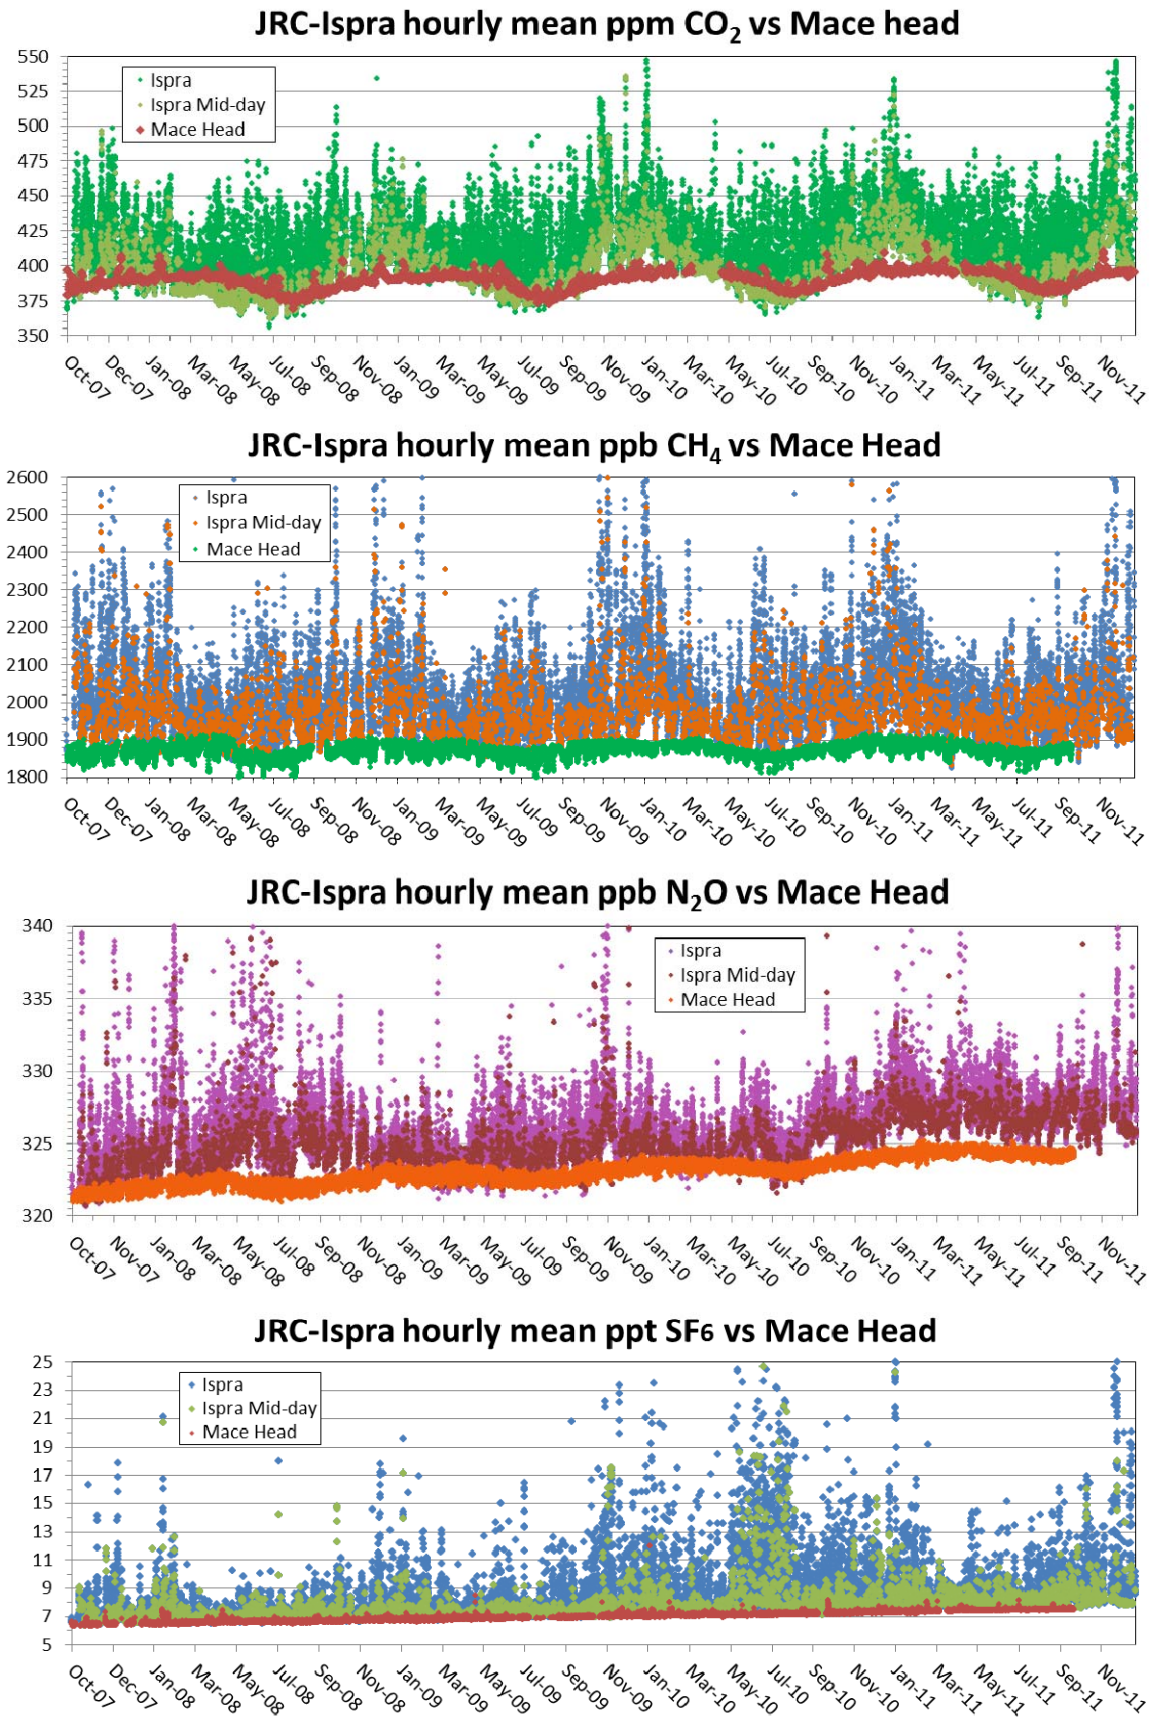 JRC-Ispra hourly mean ppm CO2 vs Mace head
550
525
500
475
450
425
400
375
350
Ispra
Ispra Mid-day
Mace Head
Oct-07 Dec-07 Jan-08 Mar-08 May-08 Jul-08 Sep-08 Nov-08 Jan-09 Mar-09 May-09 Jul-09 Sep-09 Nov-09 Jan-10 Mar-10 May-10 Jul-10 Sep-10 Nov-10 Jan-11 Mar-11 May-11 Jul-11 Sep-11 Nov-11
JRC-Ispra hourly mean ppb CH4 vs Mace Head
2600
2500
2400
2300
2200
2100
2000
1900
1800
Ispra
Ispra Mid-day
Mace Head
Oct-07 Dec-07 Jan-08 Mar-08 May-08 Jul-08 Sep-08 Nov-08 Jan-09 Mar-09 May-09 Jul-09 Sep-09 Nov-09 Jan-10 Mar-10 May-10 Jul-10 Sep-10 Nov-10 Jan-11 Mar-11 May-11 Jul-11 Sep-11 Nov-11
JRC-Ispra hourly mean ppb N2O vs Mace Head
340
335
330
325
320
Ispra
Ispra Mid-day
Mace Head
Oct-07 Nov-07 Jan-08 Mar-08 May-08 Jul-08 Sep-08 Nov-08 Jan-09 Mar-09 May-09 Jul-09 Sep-09 Nov-09 Jan-10 Mar-10 May-10 Jul-10 Sep-10 Nov-10 Jan-11 Mar-11 May-11 Jul-11 Sep-11 Nov-11
JRC-Ispra hourly mean ppt SF6 vs Mace Head
25
23
21
19
17
15
13
11
9
7
5
Ispra
Ispra Mid-day
Mace Head
Oct-07 Dec-07 Jan-08 Mar-08 May-08 Jul-08 Sep-08 Nov-08 Jan-09 Mar-09 May-09 Jul-09 Sep-09 Nov-09 Jan-10 Mar-10 May-10 Jul-10 Sep-10 Nov-10 Jan-11 Mar-11 May-11 Jul-11 Sep-11 Nov-11